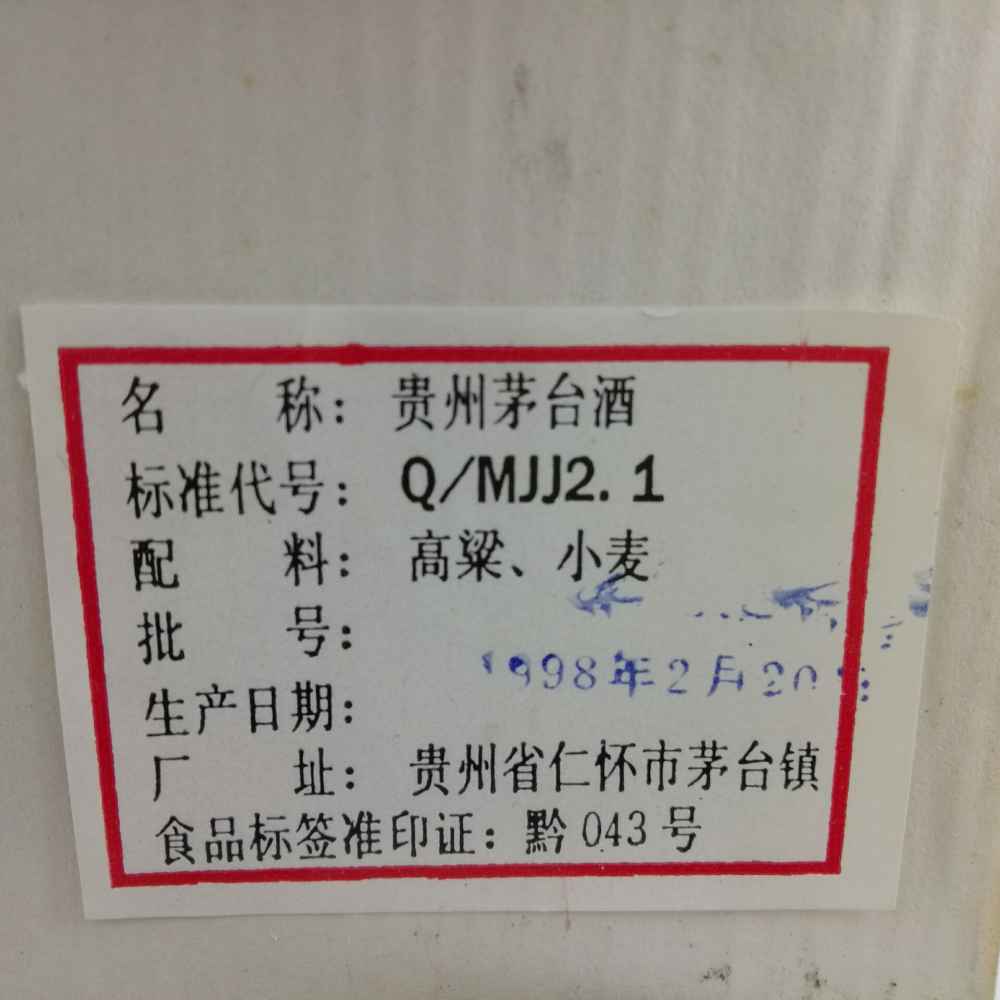 名 称： 贵州茅台酒
标准代号： Q/MJJ2.1
配 料： 高粱、小麦
批 号：
1998年2月20
生产日期：
厂 址： 贵州省仁怀市茅台镇
食品标签准印证：黔043号